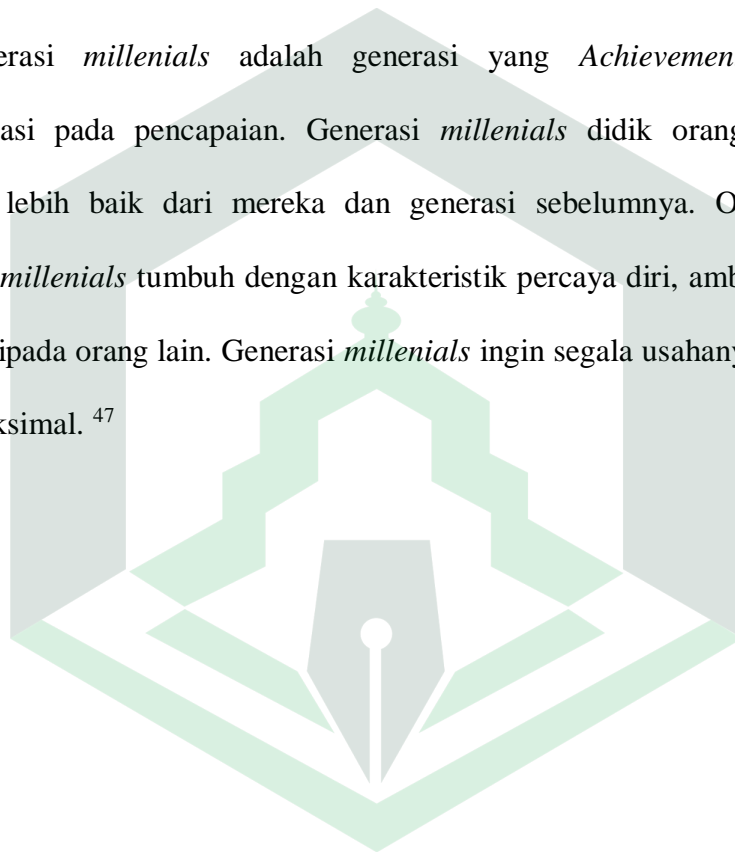 erasi millenials adalah generasi yang Achievemen
asi pada pencapaian. Generasi millenials didik orang
lebih baik dari mereka dan generasi sebelumnya. O
millenials tumbuh dengan karakteristik percaya diri, amb
ipada orang lain. Generasi millenials ingin segala usahany
ksimal. 47